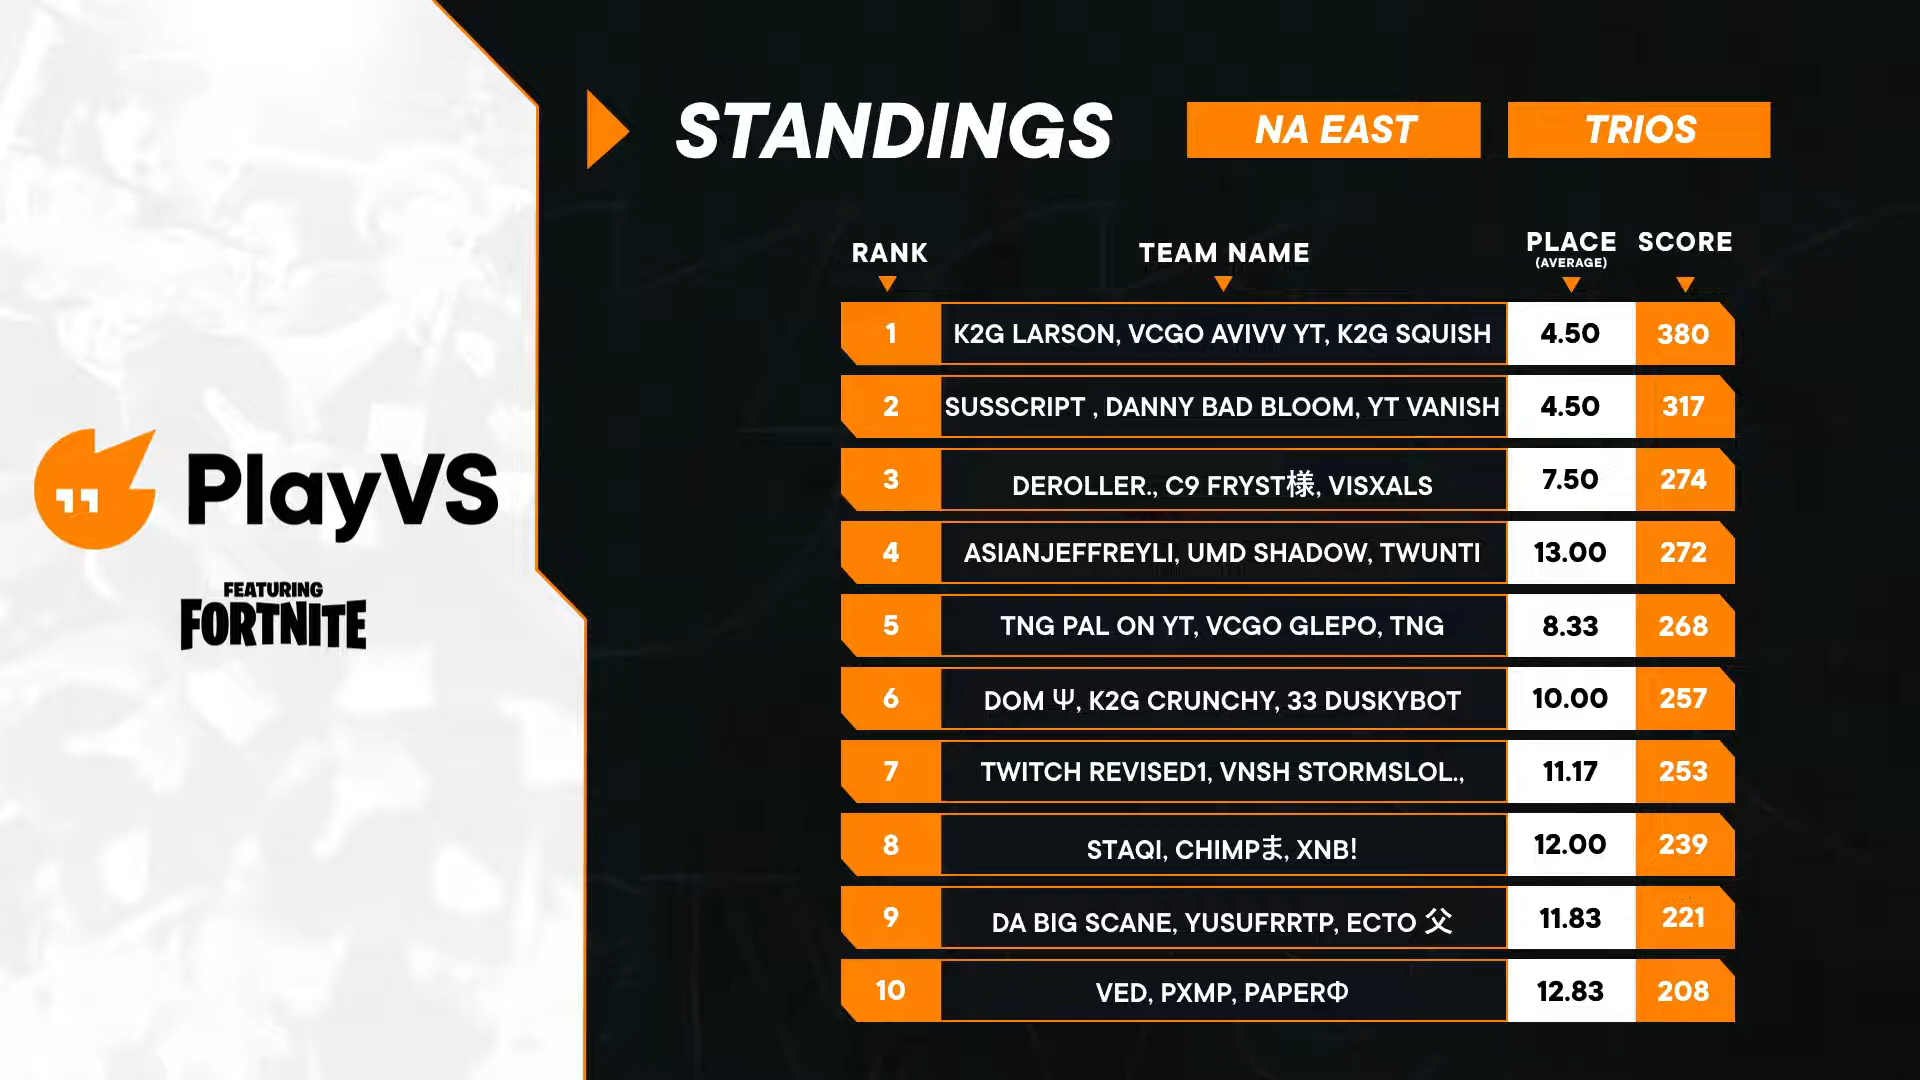 STANDINGS NA EAST TRIOS
RANK TEAM NAME PLACE (AVERAGE) SCORE
1 K2G LARSON, VCGO AVIVV YT, K2G SQUISH 4.50 380
2 SUSSCRIPT , DANNY BAD BLOOM, YT VANISH 4.50 317
3 DEROLLER., C9 FRYST様, VISXALS 7.50 274
4 ASIANJEFFREYLI, UMD SHADOW, TWUNTI 13.00 272
5 TNG PAL ON YT, VCGO GLEPO, TNG 8.33 268
6 DOM Ψ, K2G CRUNCHY, 33 DUSKYBOT 10.00 257
7 TWITCH REVISED1, VNSH STORMSLOL., 11.17 253
8 STAQI, CHIMPま, XNB! 12.00 239
9 DA BIG SCANE, YUSUFRRTP, ECTO 父 11.83 221
10 VED, PXMP, PAPERΦ 12.83 208
PlayVS
FEATURING
FORTNITE